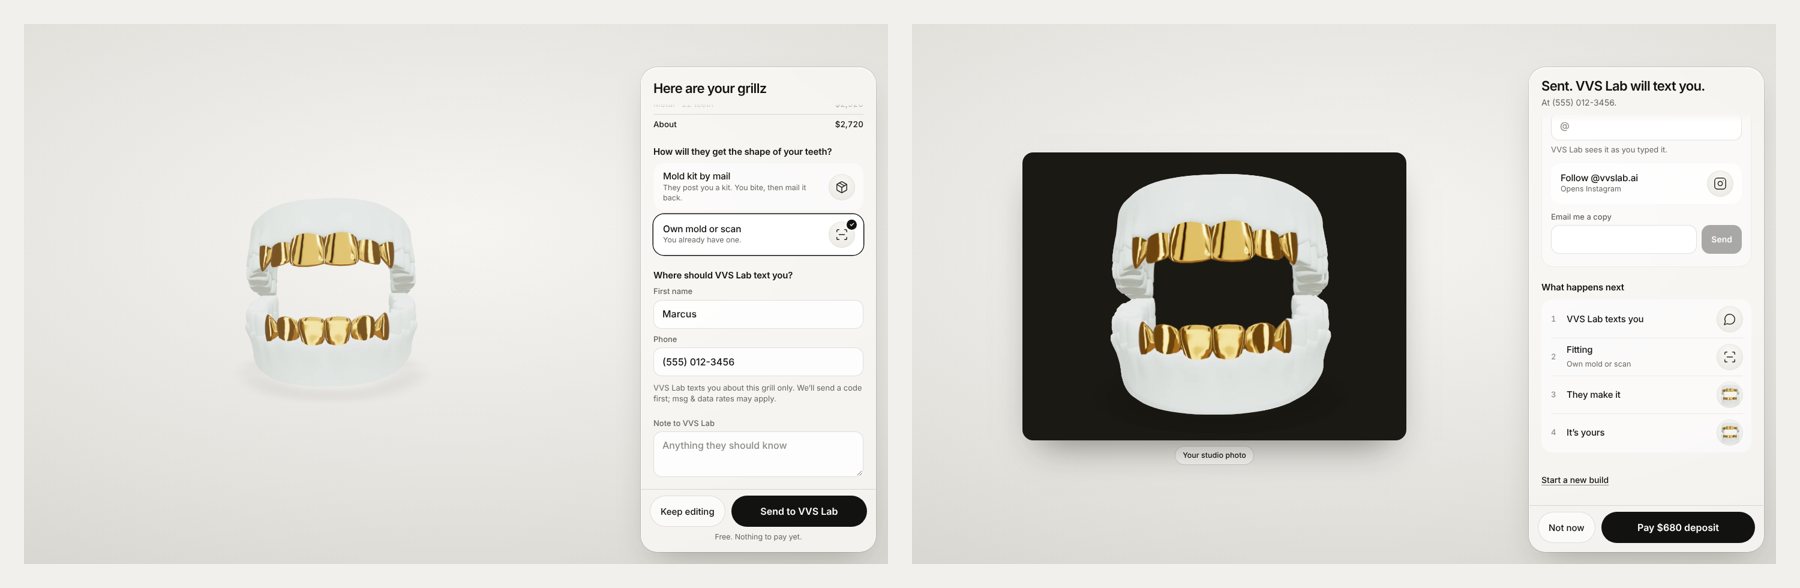 Here are your grillz
About $2,720
How will they get the shape of your teeth?
Mold kit by mail
They post you a kit. You bite, then mail it
back.
Own mold or scan
You already have one.
Where should VVS Lab text you?
First name
Marcus
Phone
(555) 012-3456
VVS Lab texts you about this grill only. We'll send a code
first; msg & data rates may apply.
Note to VVS Lab
Anything they should know
Keep editing
Send to VVS Lab
Free. Nothing to pay yet.
Your studio photo
Sent. VVS Lab will text you.
At (555) 012-3456.
@
VVS Lab sees it as you typed it.
Follow @vvslab.ai
Opens Instagram
Email me a copy
Send
What happens next
1 VVS Lab texts you
2 Fitting
Own mold or scan
3 They make it
4 It's yours
Start a new build
Not now
Pay $680 deposit